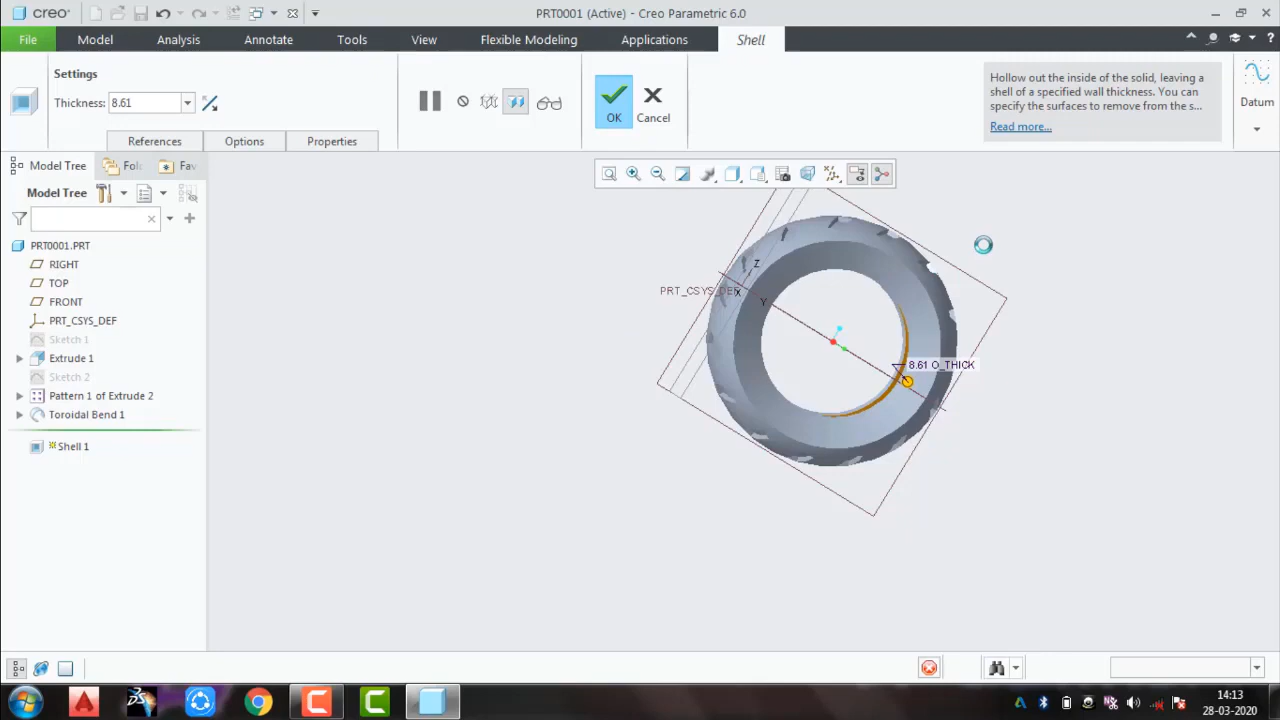 creo
PRT0001 (Active) - Creo Parametric 6.0
File
Model
Analysis
Annotate
Tools
View
Flexible Modeling
Applications
Shell
Settings
Thickness: 8.61
OK
Cancel
References
Options
Properties
Hollow out the inside of the solid, leaving a
shell of a specified wall thickness. You can
specify the surfaces to remove from the s...
Read more...
Datum
Model Tree
Fol
Fav
Model Tree
PRT0001.PRT
RIGHT
TOP
FRONT
PRT_CSYS_DEF
Sketch 1
Extrude 1
Sketch 2
Pattern 1 of Extrude 2
Toroidal Bend 1
Shell 1
Z
PRT_CSYS_DEF
X
Y
8.61 O_THICK
14:13
28-03-2020